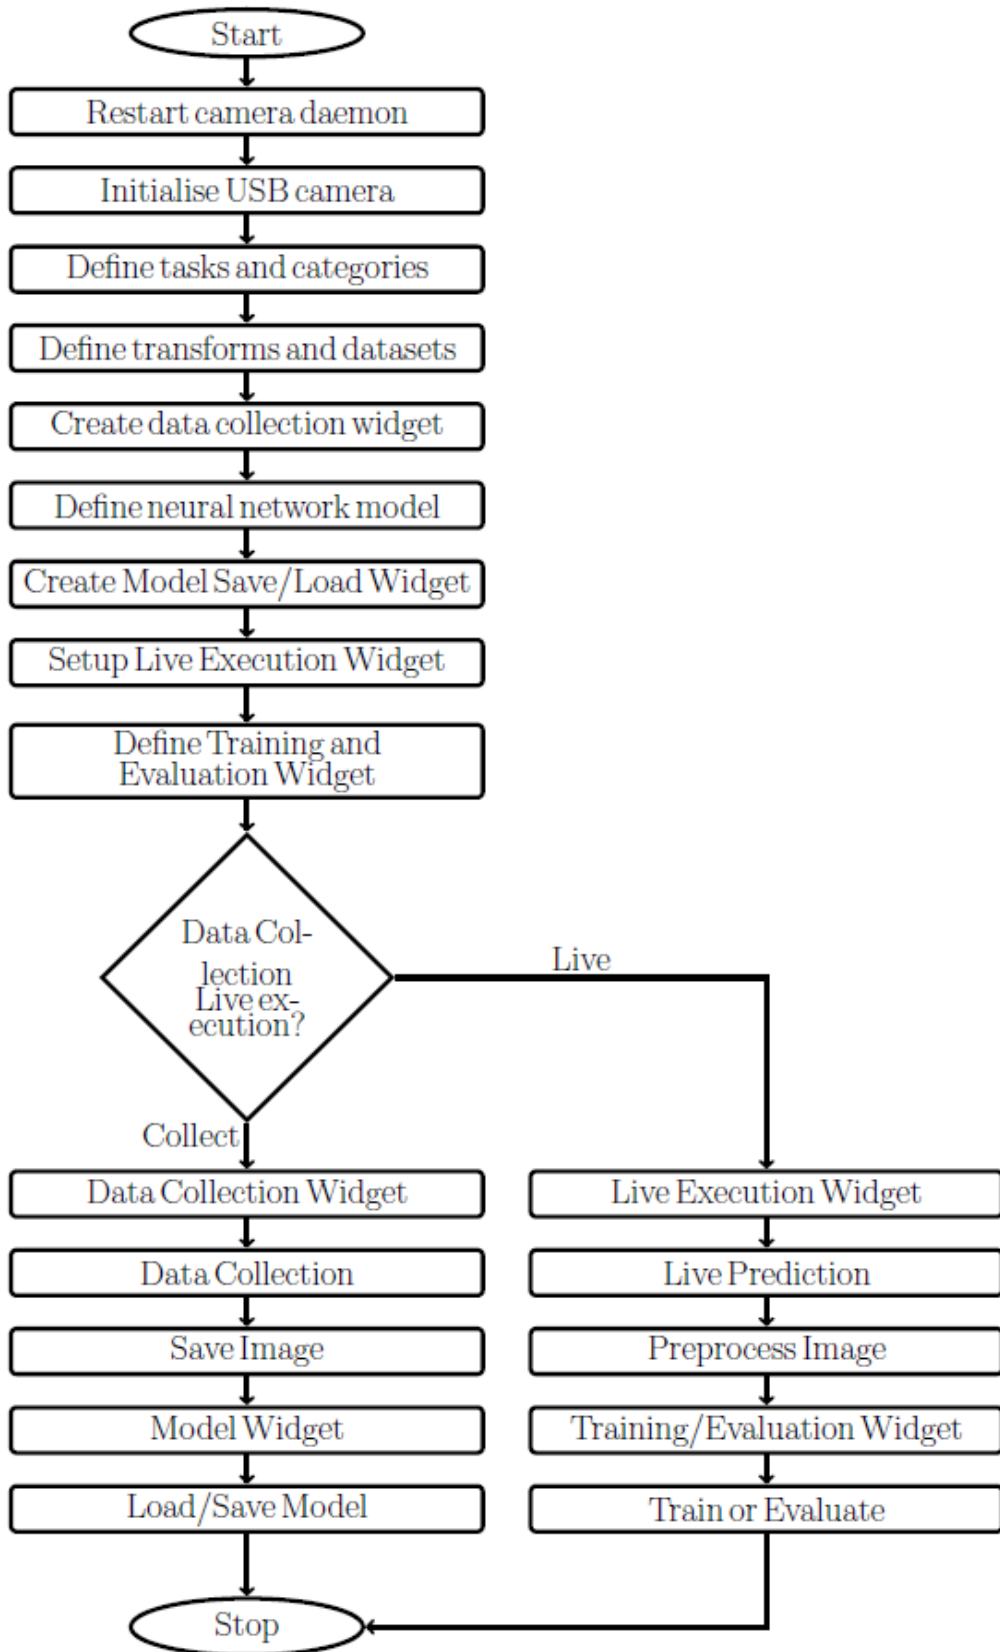 Start
Restart camera daemon
Initialise USB camera
Define tasks and categories
Define transforms and datasets
Create data collection widget
Define neural network model
Create Model Save/Load Widget
Setup Live Execution Widget
Define Training and
Evaluation Widget
Data Col-
lection
Live ex-
ecution?
Live
Collect
Data Collection Widget
Data Collection
Save Image
Model Widget
Load/Save Model
Live Execution Widget
Live Prediction
Preprocess Image
Training/Evaluation Widget
Train or Evaluate
Stop